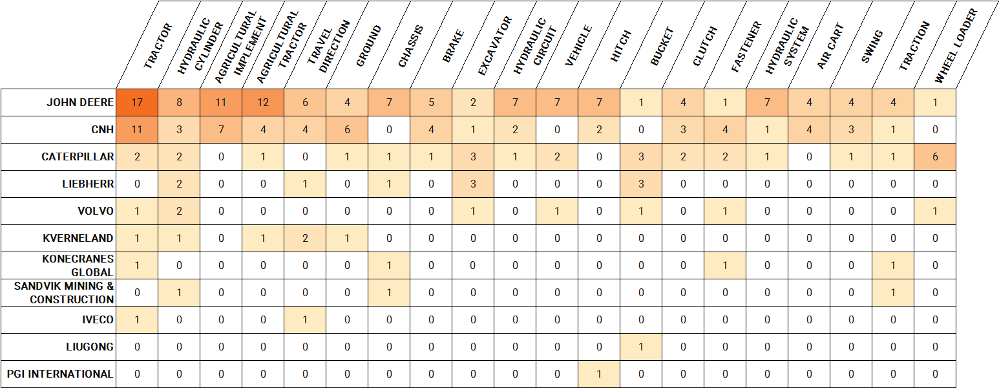 TRACTOR
HYDRAULIC
CYLINDER
AGRICULTURAL
IMPLEMENT
AGRICULTURAL
TRACTOR
TRAVEL
DIRECTION
GROUND
CHASSIS
BRAKE
EXCAVATOR
HYDRAULIC
CIRCUIT
VEHICLE
HITCH
BUCKET
CLUTCH
FASTENER
HYDRAULIC
SYSTEM
AIR CART
SWING
TRACTION
WHEEL LOADER
JOHN DEERE 17 8 11 12 6 4 7 5 2 7 7 7 1 4 1 7 4 4 4 1
CNH 11 3 7 4 4 6 0 4 1 2 0 2 0 3 4 1 4 3 1 0
CATERPILLAR 2 2 0 1 0 1 1 1 3 1 2 0 3 2 2 1 0 1 1 6
LIEBHERR 0 2 0 0 1 0 1 0 3 0 0 0 3 0 0 0 0 0 0 0
VOLVO 1 2 0 0 0 0 0 0 1 0 1 0 1 0 1 0 0 0 0 1
KVERNELAND 1 1 0 1 2 1 0 0 0 0 0 0 0 0 0 0 0 0 0 0
KONECRANES
GLOBAL 1 0 0 0 0 0 1 0 0 0 0 0 0 0 1 0 0 0 1 0
SANDVIK MINING &
CONSTRUCTION 0 1 0 0 0 0 1 0 0 0 0 0 0 0 0 0 0 0 1 0
IVECO 1 0 0 0 1 0 0 0 0 0 0 0 0 0 0 0 0 0 0 0
LIUGONG 0 0 0 0 0 0 0 0 0 0 0 0 1 0 0 0 0 0 0 0
PGI INTERNATIONAL 0 0 0 0 0 0 0 0 0 0 0 1 0 0 0 0 0 0 0 0